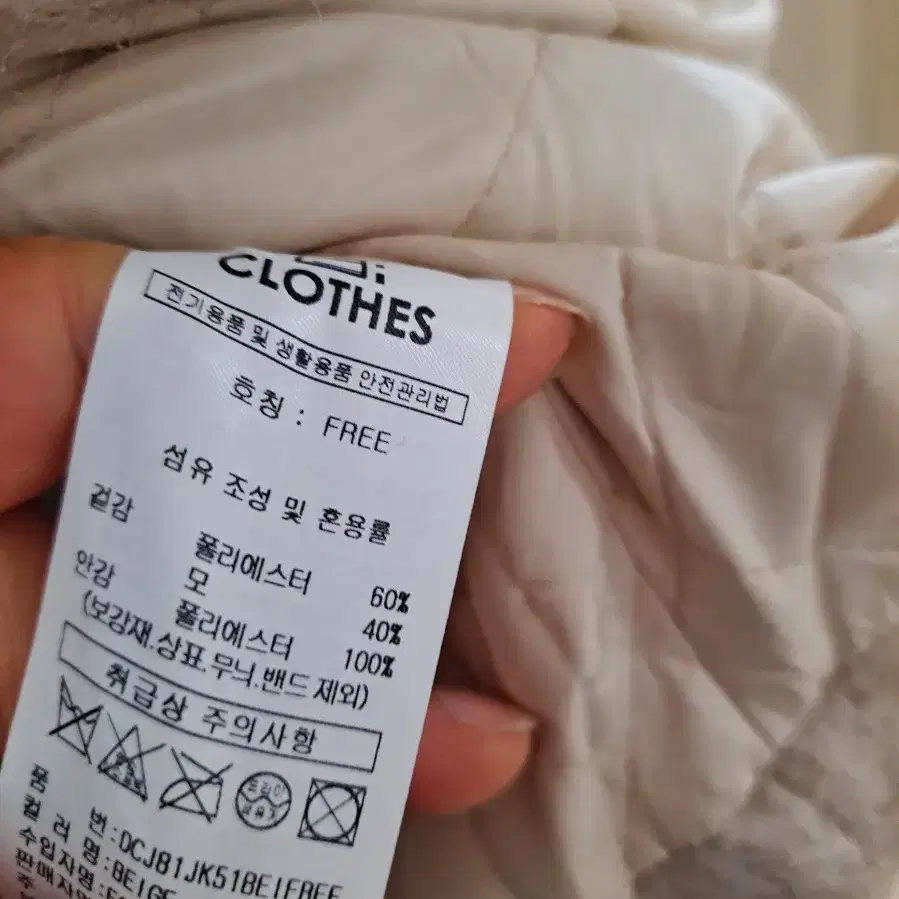 CLOTHES
전기용품 및 생활용품 안전관리법
호칭 : FREE
섬유 조성 및 혼용률
겉감 폴리에스터 60%
모 40%
안감 폴리에스터 100%
(보강재.상표.무늬.밴드 제외)
취급상 주의사항
드라이
품 번:OCJ81JK51BEIFREE
컬 러 명:BEIGE
수입자명:
판매자명: